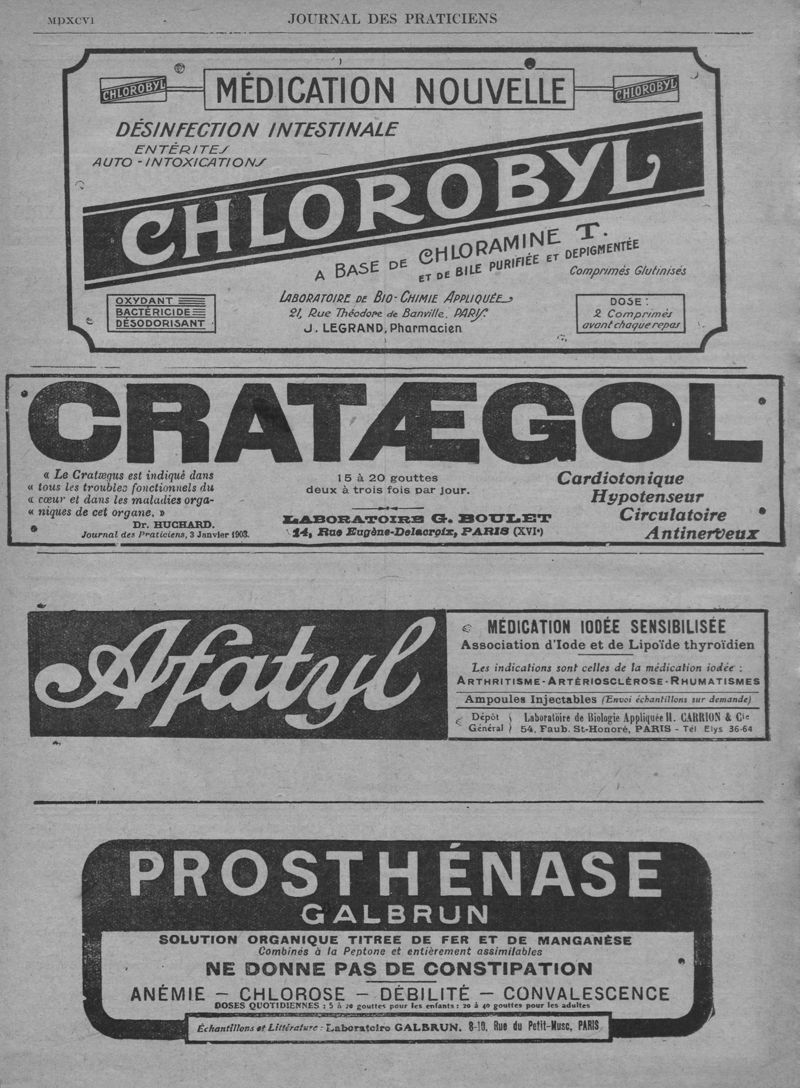 MDXCVI
JOURNAL DES PRATICIENS
CHLOROBYL
MÉDICATION NOUVELLE
CHLOROBYL
DÉSINFECTION INTESTINALE
ENTÉRITES
AUTO-INTOXICATIONS
CHLOROBYL
A BASE DE CHLORAMINE T.
ET DE BILE PURIFIÉE ET DEPIGMENTÉE
Comprimés Glutinisés
OXYDANT
BACTÉRICIDE
DÉSODORISANT
LABORATOIRE DE BIO-CHIMIE APPLIQUÉE
21, Rue Théodore de Banville, PARIS
J. LEGRAND, Pharmacien
DOSE:
2 Comprimés
avant chaque repas
CRATÆGOL
« Le Cratægus est indiqué dans
« tous les troubles fonctionnels du
« cœur et dans les maladies orga-
« niques de cet organe. »
Dr. HUCHARD.
Journal des Praticiens, 3 Janvier 1903.
15 à 20 gouttes
deux à trois fois par jour.
LABORATOIRE G. BOULET
14, Rue Eugène-Delacroix, PARIS (XVIe)
Cardiotonique
Hypotenseur
Circulatoire
Antinerveux
Afatyl
MÉDICATION IODÉE SENSIBILISÉE
Association d'Iode et de Lipoïde thyroïdien
Les indications sont celles de la médication iodée :
ARTHRITISME-ARTÉRIOSCLÉROSE-RHUMATISMES
Ampoules Injectables (Envoi échantillons sur demande)
Dépôt Général
Laboratoire de Biologie Appliquée H. CARRION & Cie
54, Faub. St-Honoré, PARIS - Tél Elys 36-64
PROSTHÉNASE
GALBRUN
SOLUTION ORGANIQUE TITREE DE FER ET DE MANGANÈSE
Combinés à la Peptone et entièrement assimilables
NE DONNE PAS DE CONSTIPATION
ANÉMIE - CHLOROSE - DÉBILITÉ - CONVALESCENCE
DOSES QUOTIDIENNES : 5 à 20 gouttes pour les enfants : 20 à 40 gouttes pour les adultes
Échantillons et Littérature : Laboratoire GALBRUN, 8-10, Rue du Petit-Musc, PARIS